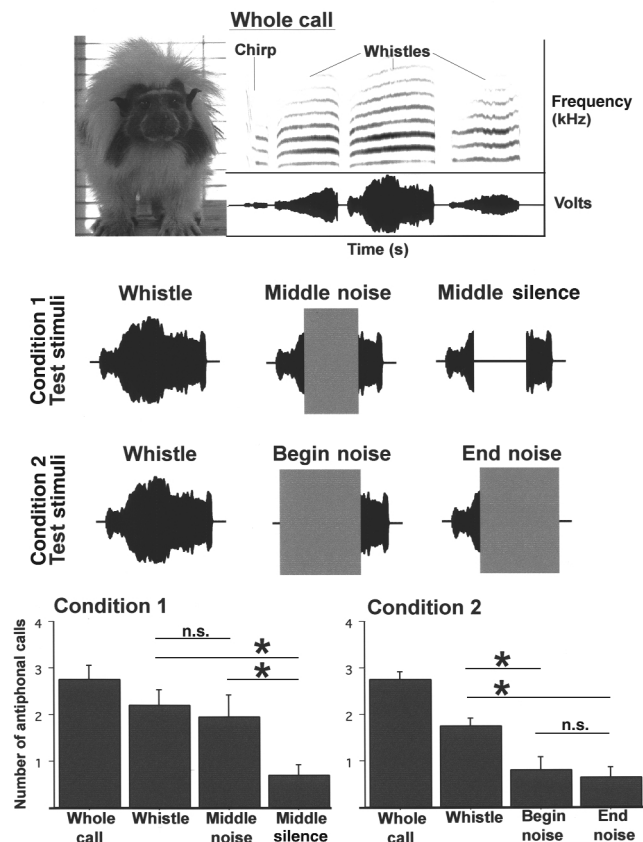 Whole call
Chirp
Whistles
Frequency
(kHz)
Volts
Time (s)
Condition 1
Test stimuli
Whistle
Middle noise
Middle silence
Condition 2
Test stimuli
Whistle
Begin noise
End noise
Condition 1
Number of antiphonal calls
4
3
2
1
n.s.
*
*
Whole
call
Whistle
Middle
noise
Middle
silence
Condition 2
4
3
2
1
*
*
n.s.
Whole
call
Whistle
Begin
noise
End
noise